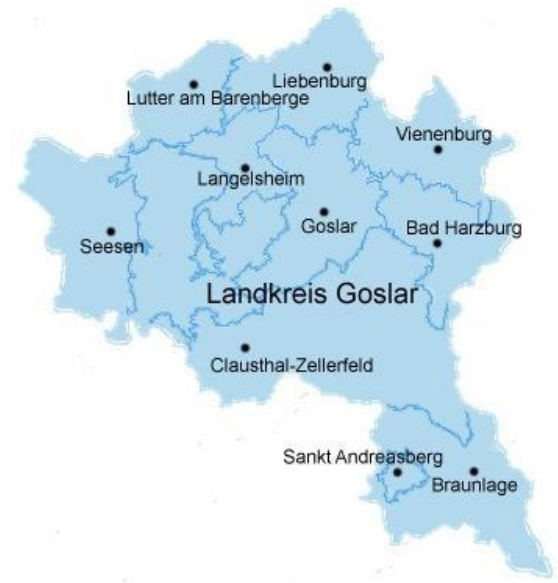 Liebenburg
Lutter am Barenberge
Vienenburg
Langelsheim
Goslar
Bad Harzburg
Seesen
Landkreis Goslar
Clausthal-Zellerfeld
Sankt Andreasberg
Braunlage